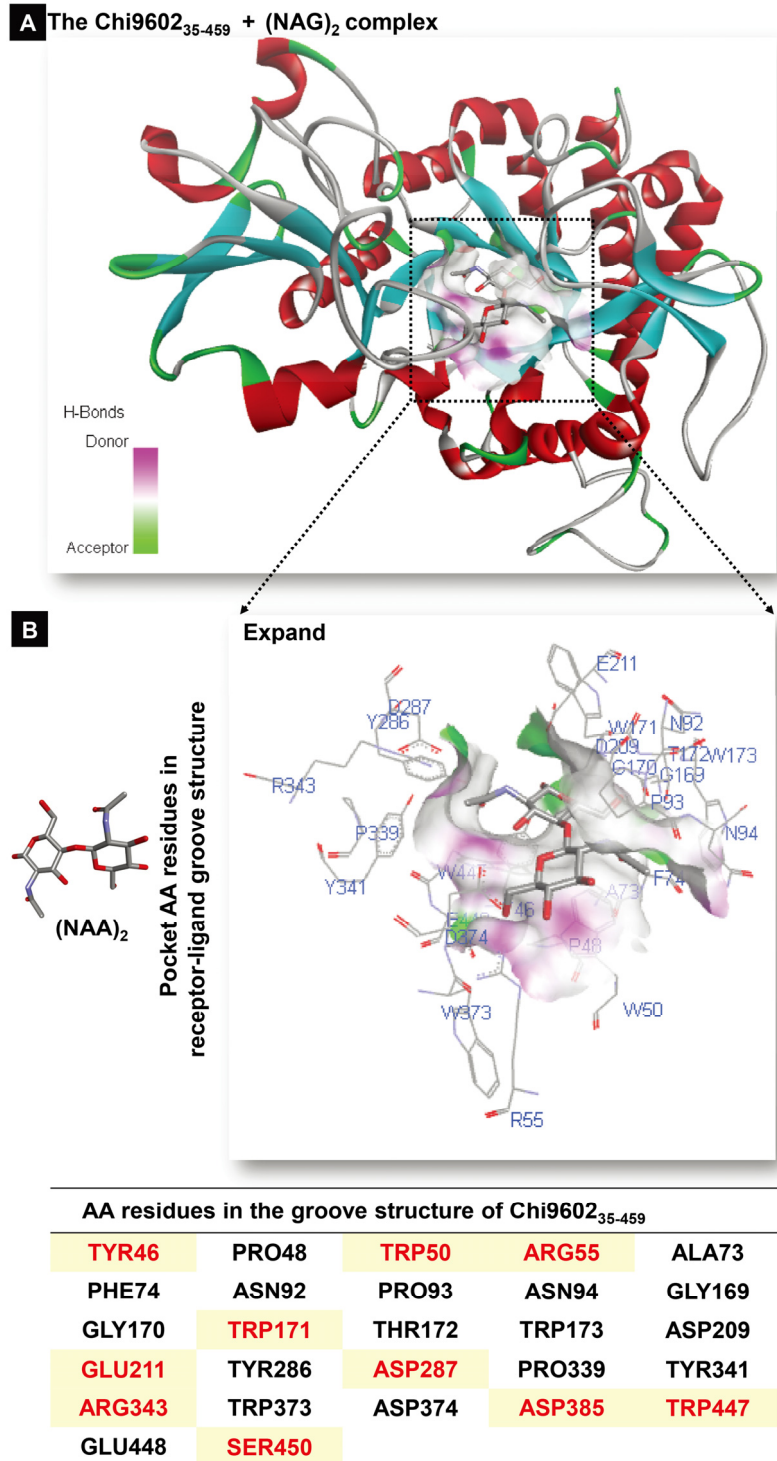 A The Chi9602₃₅₋₄₅₉ + (NAG)₂ complex
H-Bonds
Donor
Acceptor
B
Expand
(NAA)₂
Pocket AA residues in
receptor-ligand groove structure
E211
D287
Y286
W171
N92
D209
T172
W173
G170
G169
R343
P93
P339
N94
Y341
W447
F74
A73
D374
P48
W373
W50
R55
AA residues in the groove structure of Chi9602₃₅₋₄₅₉
TYR46 PRO48 TRP50 ARG55 ALA73
PHE74 ASN92 PRO93 ASN94 GLY169
GLY170 TRP171 THR172 TRP173 ASP209
GLU211 TYR286 ASP287 PRO339 TYR341
ARG343 TRP373 ASP374 ASP385 TRP447
GLU448 SER450